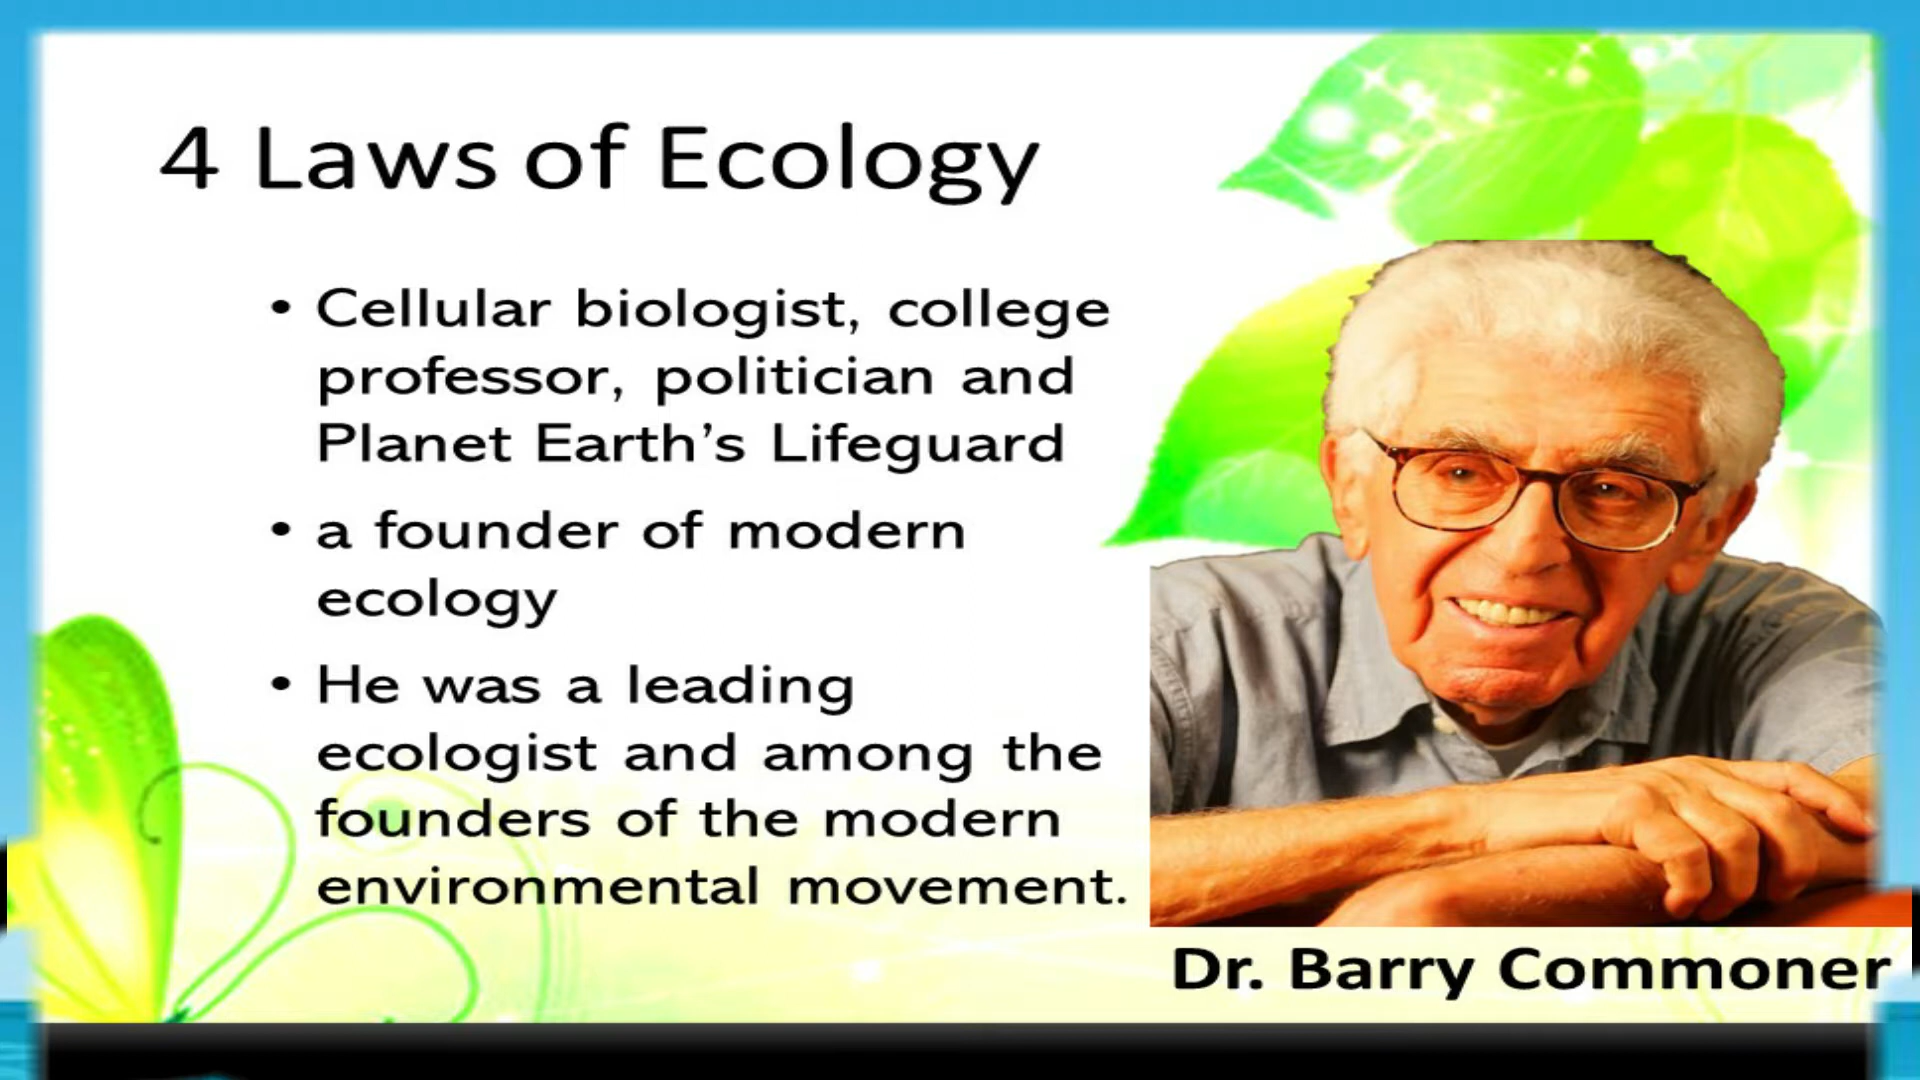 4 Laws of Ecology
• Cellular biologist, college
professor, politician and
Planet Earth’s Lifeguard
• a founder of modern
ecology
• He was a leading
ecologist and among the
founders of the modern
environmental movement.
Dr. Barry Commoner